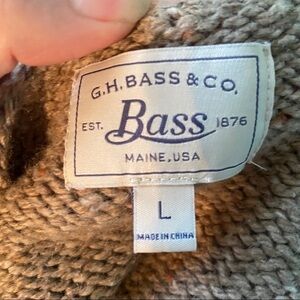 G.H. BASS & CO.
EST. Bass 1876
MAINE, USA
L
MADE IN CHINA